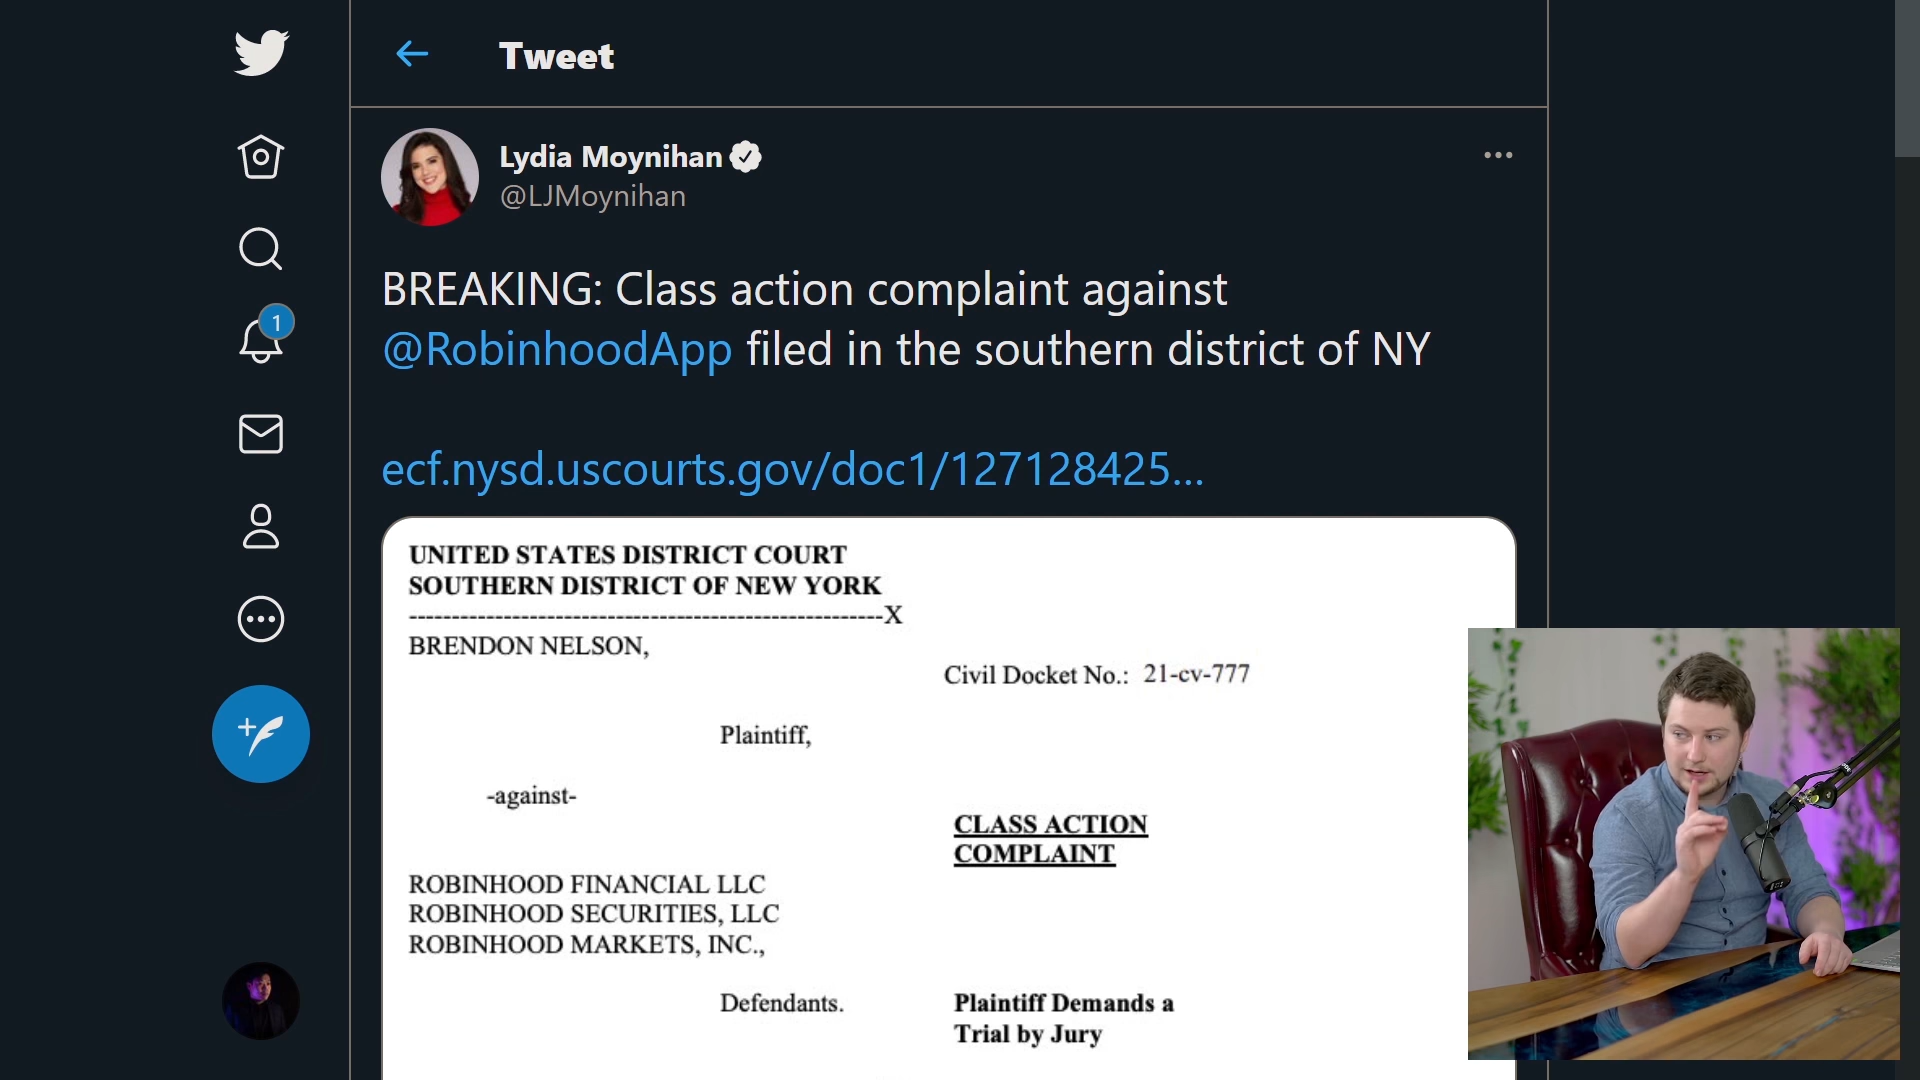 Tweet
Lydia Moynihan
@LJMoynihan
BREAKING: Class action complaint against
@RobinhoodApp filed in the southern district of NY
ecf.nysd.uscourts.gov/doc1/127128425...
1
UNITED STATES DISTRICT COURT
SOUTHERN DISTRICT OF NEW YORK
-------------------------------------------------------X
BRENDON NELSON,
Civil Docket No.: 21-cv-777
Plaintiff,
-against-
CLASS ACTION
COMPLAINT
ROBINHOOD FINANCIAL LLC
ROBINHOOD SECURITIES, LLC
ROBINHOOD MARKETS, INC.,
Defendants.
Plaintiff Demands a
Trial by Jury